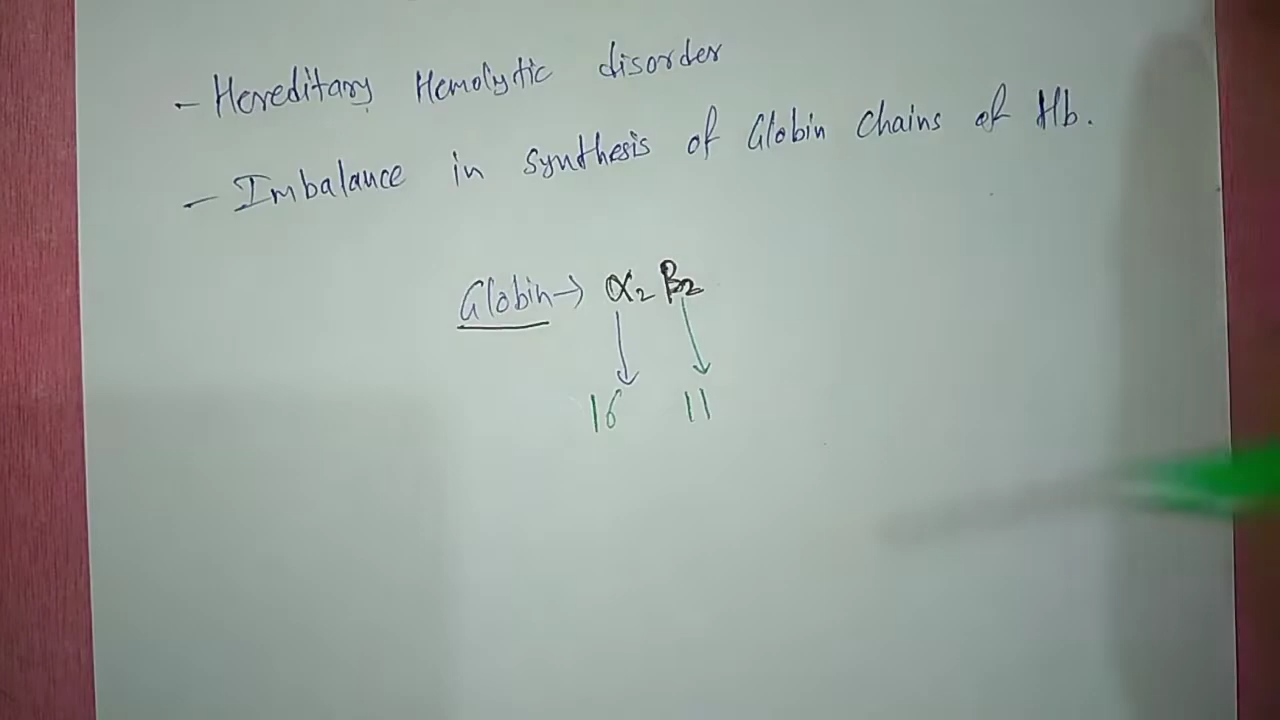 - Hereditary Hemolytic disorder
- Imbalance in synthesis of Globin Chains of Hb.
Globin → α₂ β₂
16 11